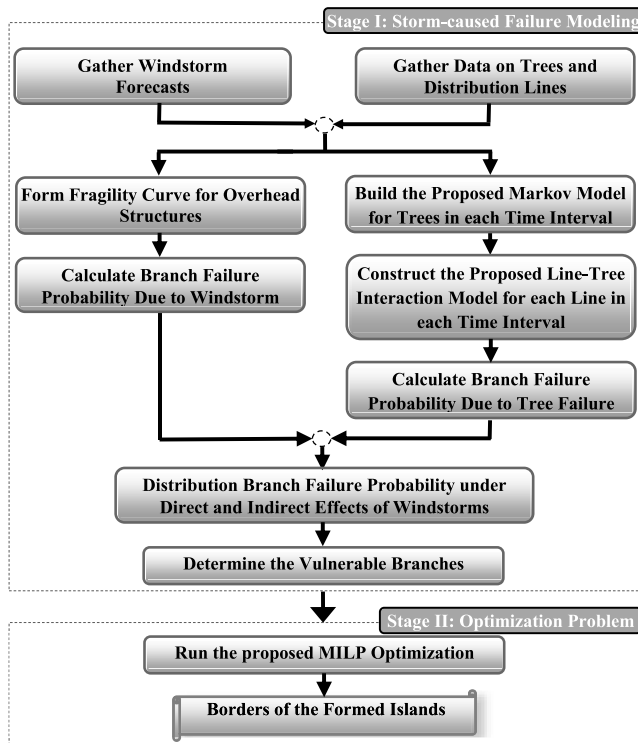 Stage I: Storm-caused Failure Modeling
Gather Windstorm
Forecasts
Gather Data on Trees and
Distribution Lines
Form Fragility Curve for Overhead
Structures
Build the Proposed Markov Model
for Trees in each Time Interval
Calculate Branch Failure
Probability Due to Windstorm
Construct the Proposed Line-Tree
Interaction Model for each Line in
each Time Interval
Calculate Branch Failure
Probability Due to Tree Failure
Distribution Branch Failure Probability under
Direct and Indirect Effects of Windstorms
Determine the Vulnerable Branches
Stage II: Optimization Problem
Run the proposed MILP Optimization
Borders of the Formed Islands